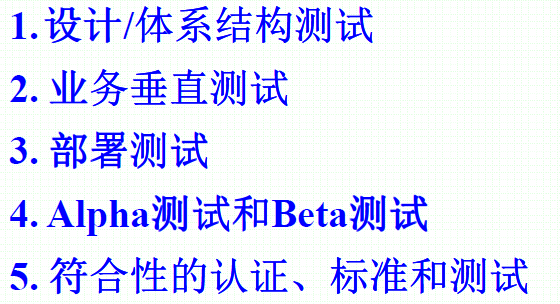 1.设计/体系结构测试
2. 业务垂直测试
3. 部署测试
4. Alpha测试和Beta测试
5. 符合性的认证、标准和测试